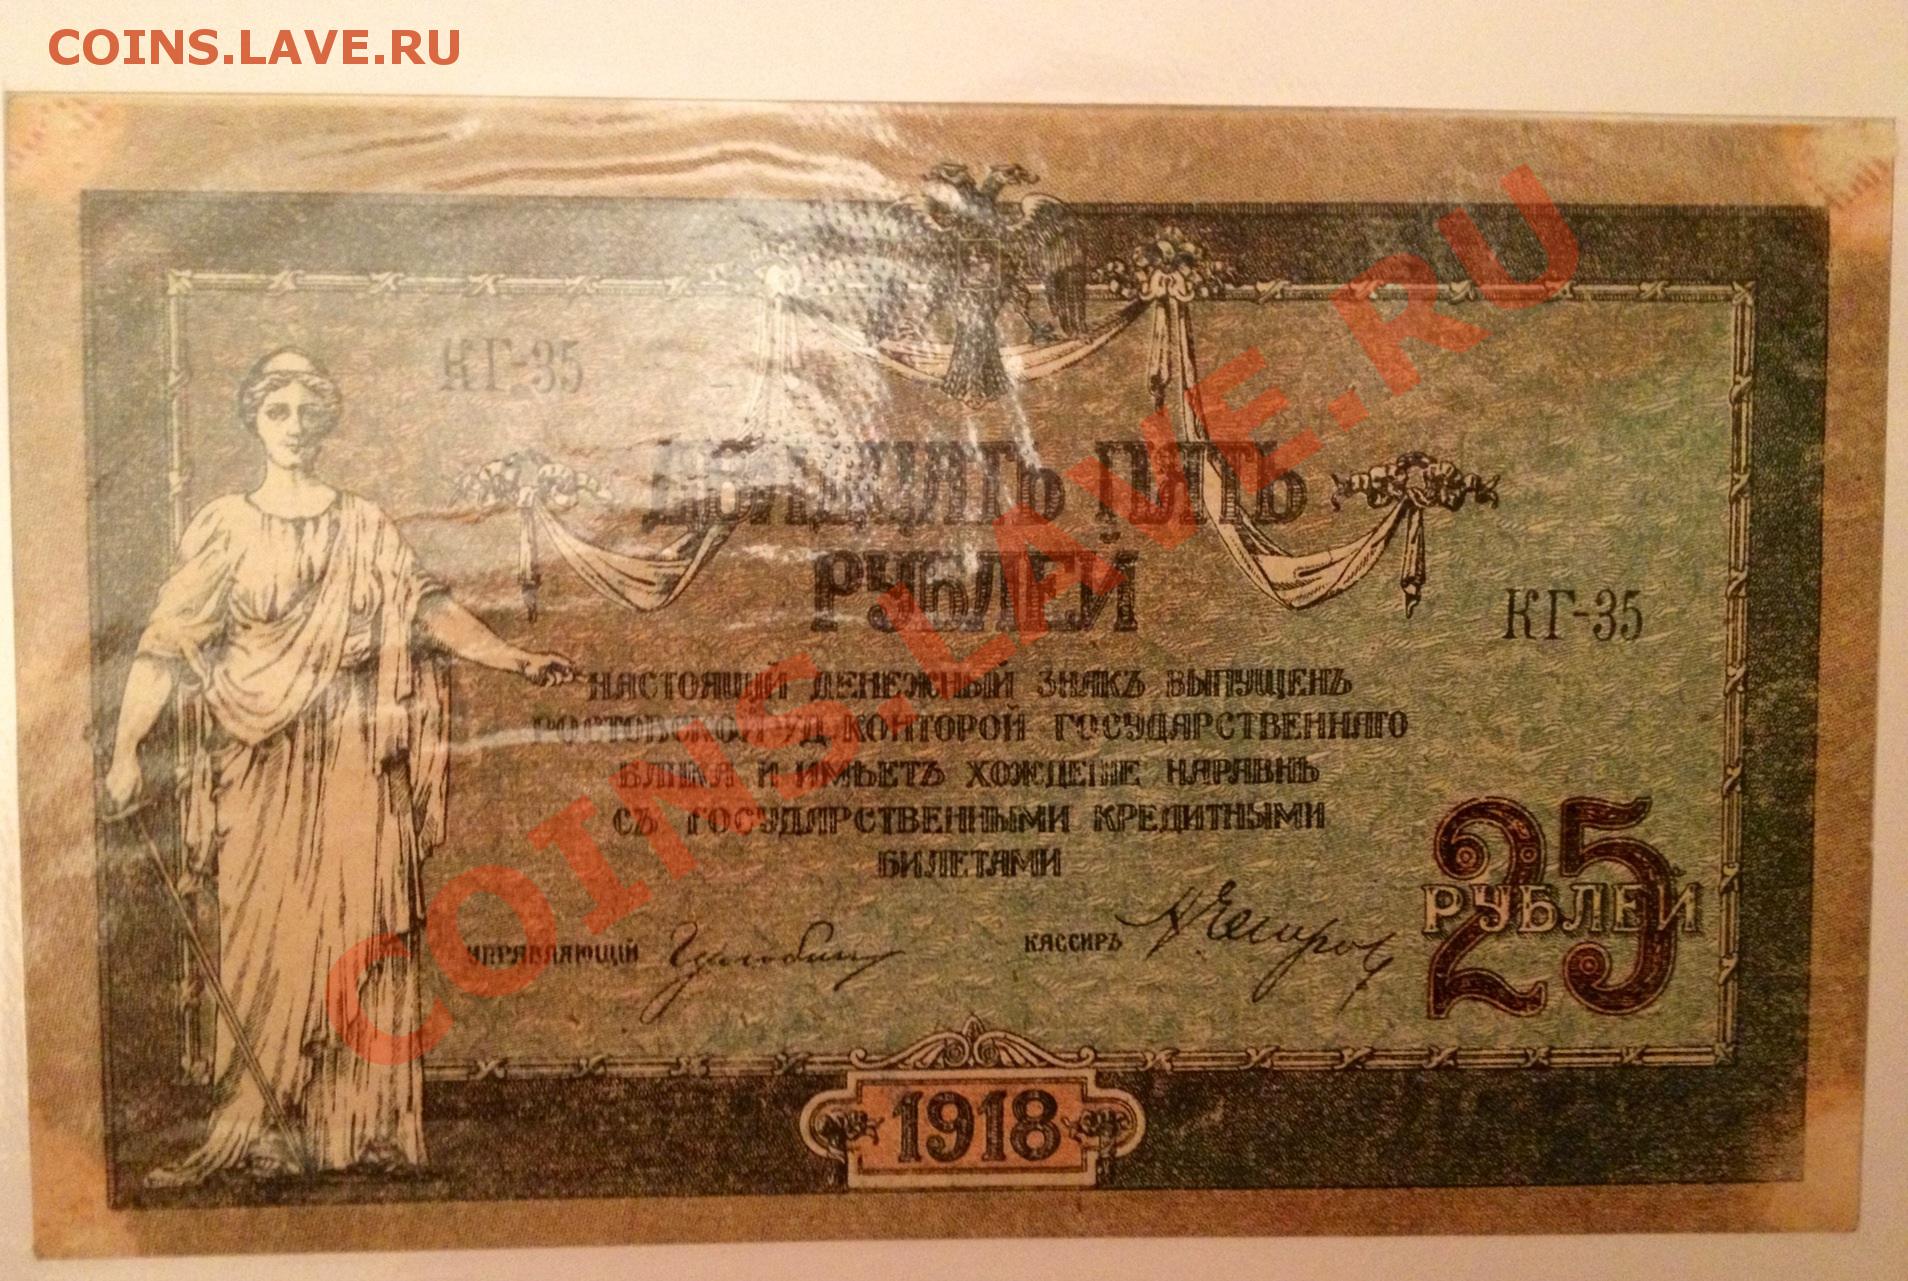 COINS.LAVE.RU
КГ-35
ДВАДЦАТЬ ПЯТЬ
РУБЛЕЙ
КГ-35
НАСТОЯЩІЙ ДЕНЕЖНЫЙ ЗНАКЪ ВЫПУЩЕНЪ
РОСТОВСКОЙ Н/Д КОНТОРОЙ ГОСУДАРСТВЕННАГО
БАНКА И ИМѢЕТЪ ХОЖДЕНІЕ НАРАВНѢ
СЪ ГОСУДАРСТВЕННЫМИ КРЕДИТНЫМИ
БИЛЕТАМИ
25
РУБЛЕЙ
УПРАВЛЯЮЩІЙ
КАССИРЪ
1918
COINS.LAVE.RU